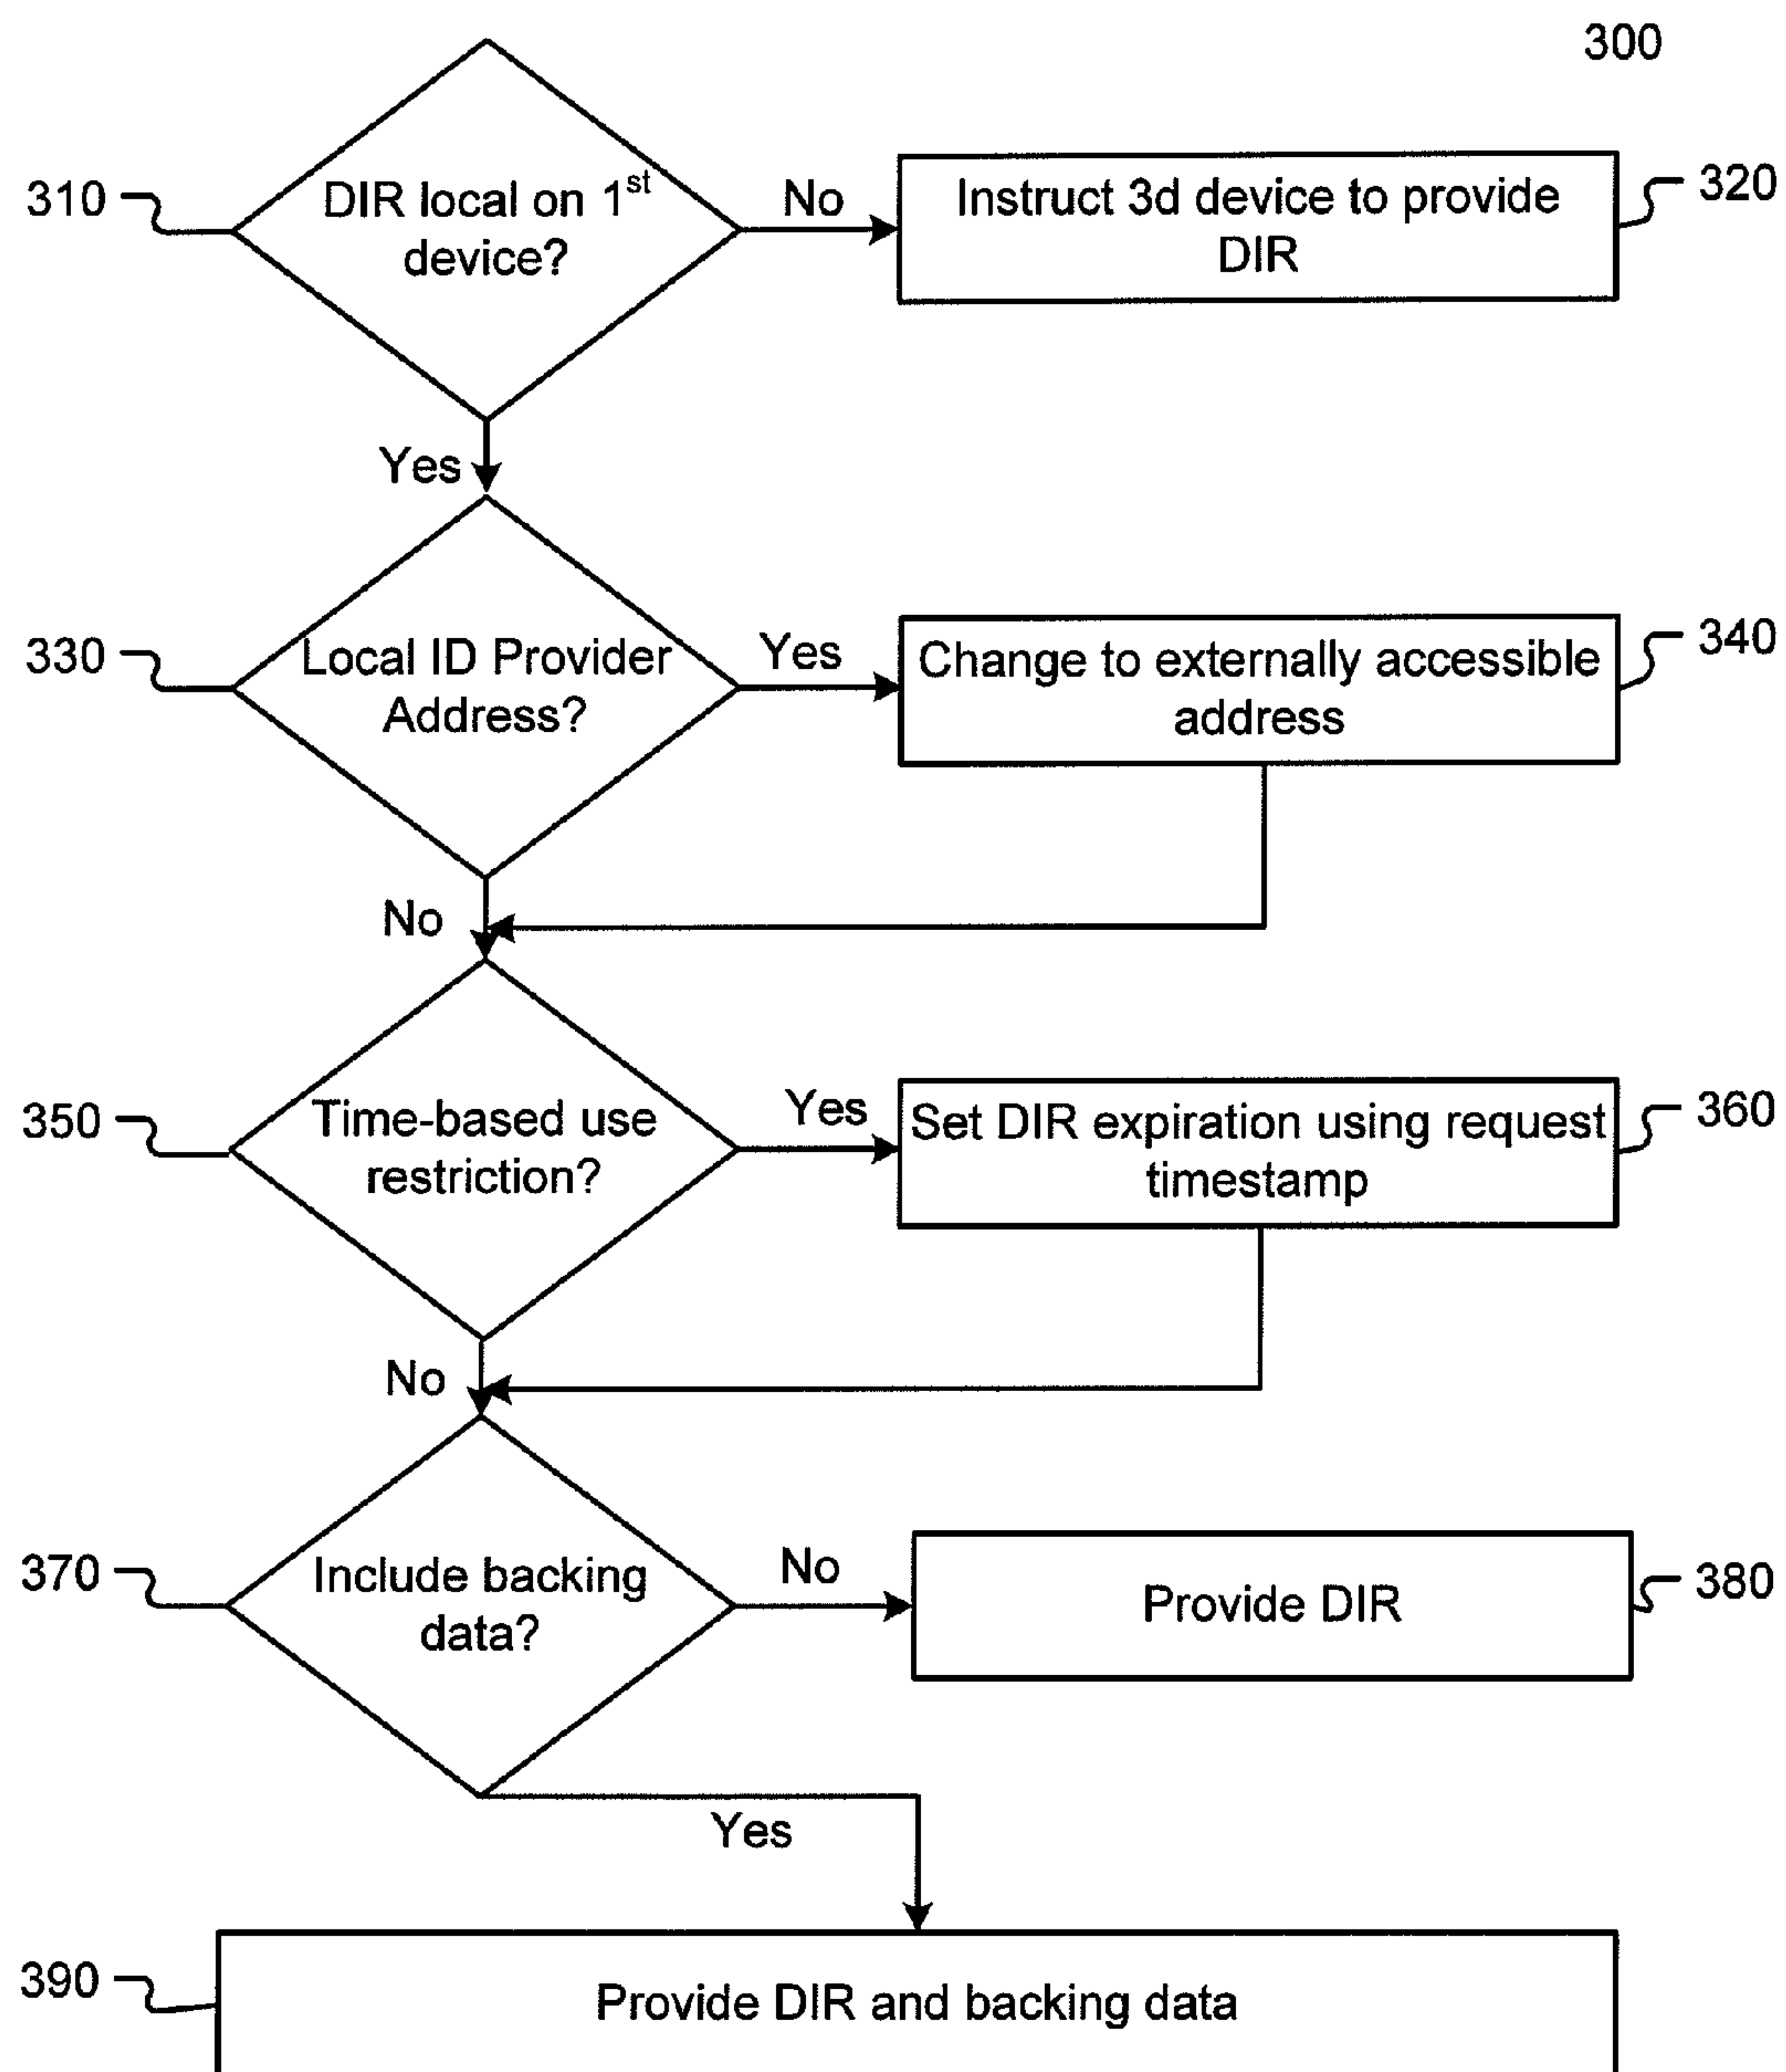 300
310
DIR local on 1st
device?
No
Instruct 3d device to provide
DIR
320
Yes
330
Local ID Provider
Address?
Yes
Change to externally accessible
address
340
No
350
Time-based use
restriction?
Yes
Set DIR expiration using request
timestamp
360
No
370
Include backing
data?
No
Provide DIR
380
Yes
390
Provide DIR and backing data